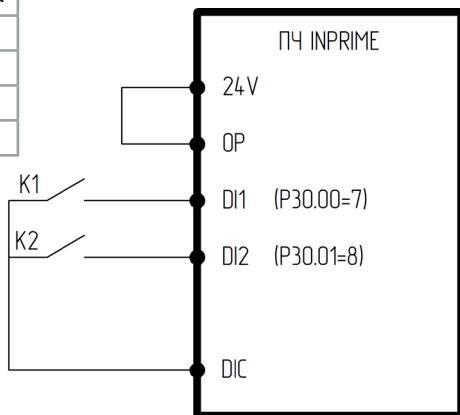 ПЧ INPRIME
24V
OP
K1
DI1 (P30.00=7)
K2
DI2 (P30.01=8)
DIC